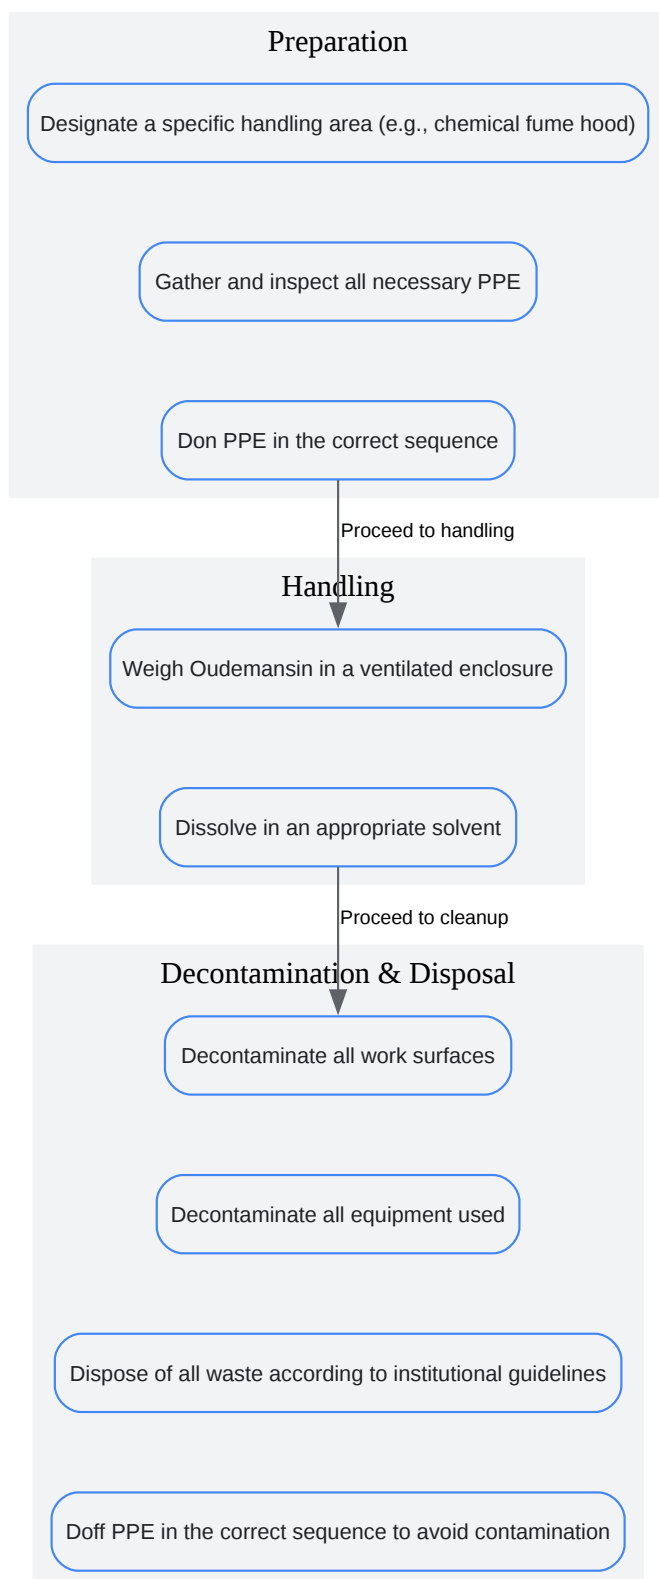 Preparation
Designate a specific handling area (e.g., chemical fume hood)
Gather and inspect all necessary PPE
Don PPE in the correct sequence
Proceed to handling
Handling
Weigh Oudemansin in a ventilated enclosure
Dissolve in an appropriate solvent
Proceed to cleanup
Decontamination & Disposal
Decontaminate all work surfaces
Decontaminate all equipment used
Dispose of all waste according to institutional guidelines
Doff PPE in the correct sequence to avoid contamination